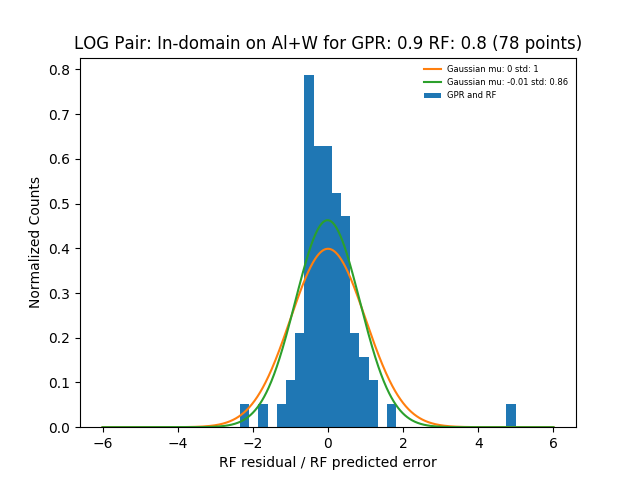 LOG Pair: In-domain on Al+W for GPR: 0.9 RF: 0.8 (78 points)
Gaussian mu: 0 std: 1
Gaussian mu: -0.01 std: 0.86
GPR and RF
Normalized Counts
0.8
0.7
0.6
0.5
0.4
0.3
0.2
0.1
0.0
−6 −4 −2 0 2 4 6
RF residual / RF predicted error